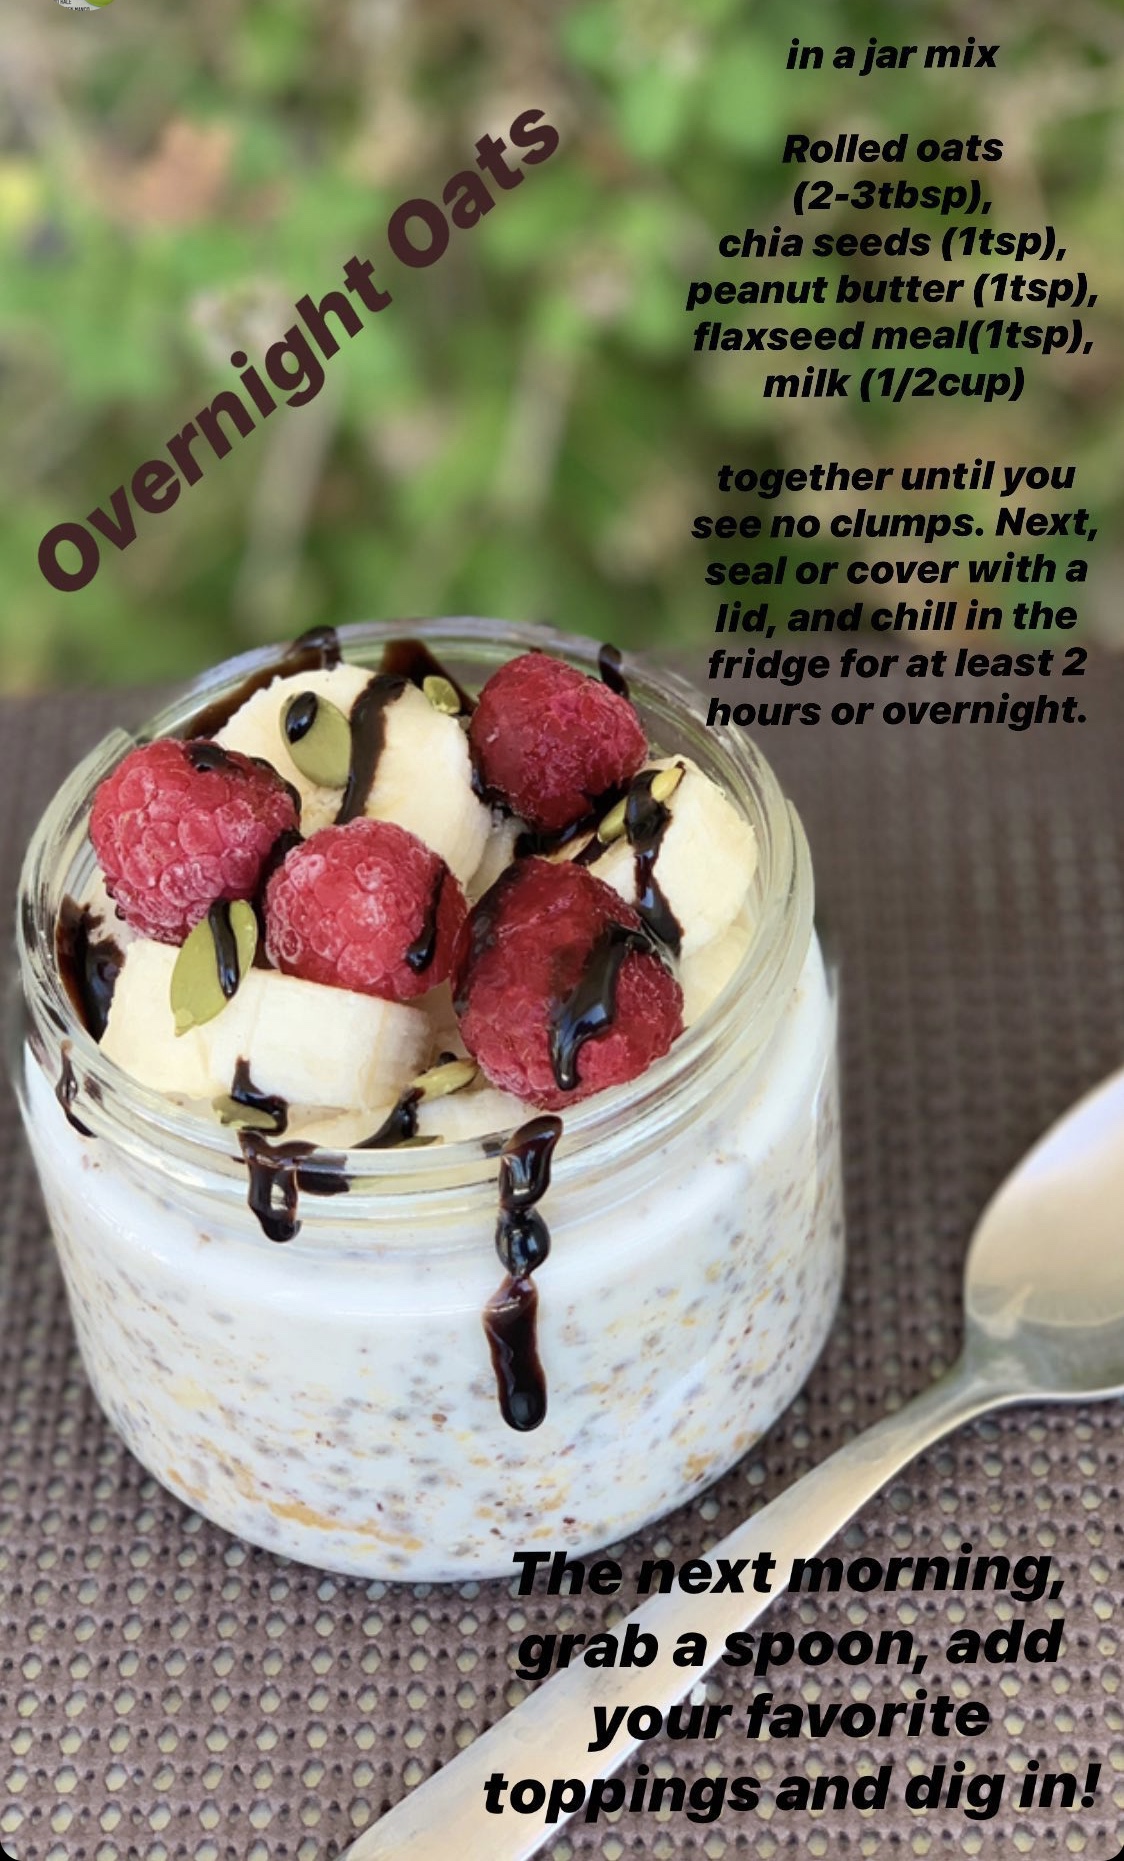 Overnight Oats
in a jar mix
Rolled oats
(2-3tbsp),
chia seeds (1tsp),
peanut butter (1tsp),
flaxseed meal(1tsp),
milk (1/2cup)
together until you
see no clumps. Next,
seal or cover with a
lid, and chill in the
fridge for at least 2
hours or overnight.
The next morning,
grab a spoon, add
your favorite
toppings and dig in!